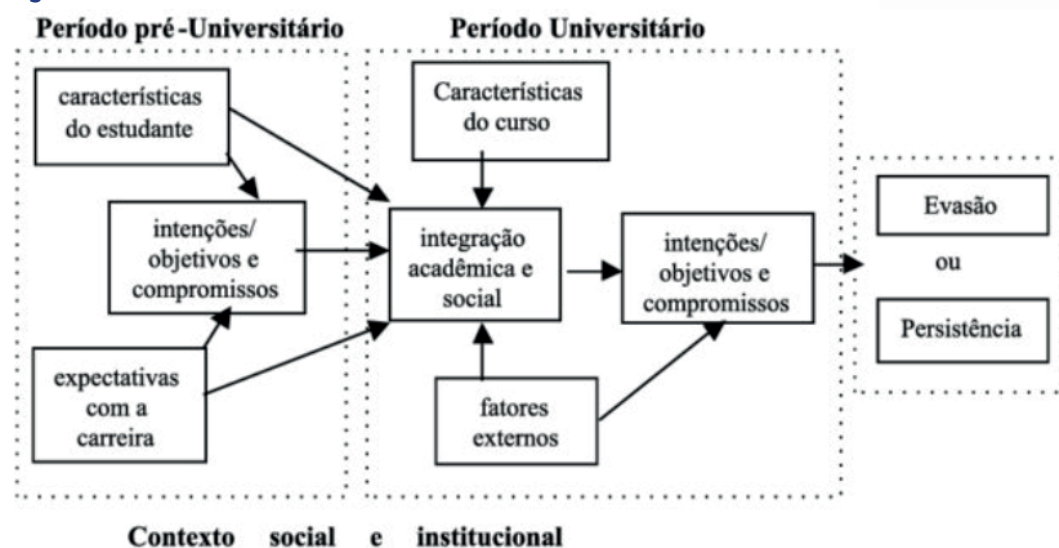 Período pré-Universitário
Período Universitário
características
do estudante
Características
do curso
intenções/
objetivos e
compromissos
integração
acadêmica e
social
intenções/
objetivos e
compromissos
Evasão
ou
Persistência
expectativas
com a
carreira
fatores
externos
Contexto social e institucional